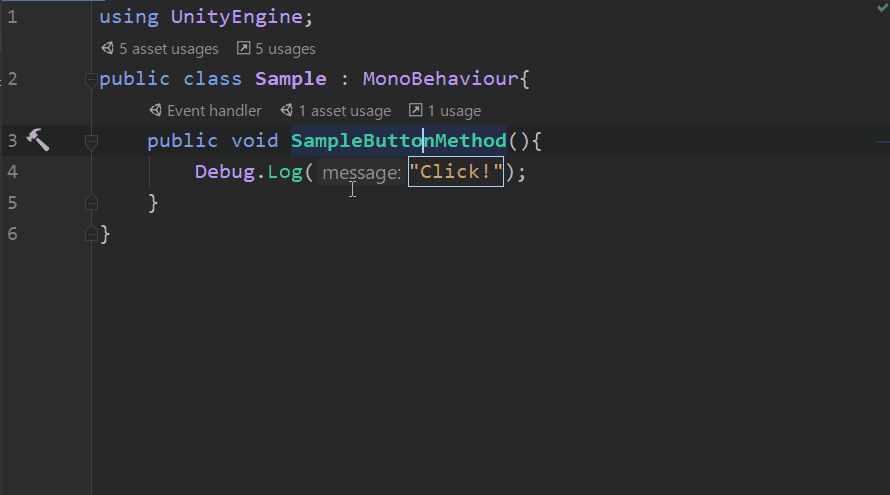 1 using UnityEngine;
5 asset usages 5 usages
2 public class Sample : MonoBehaviour{
Event handler 1 asset usage 1 usage
3 public void SampleButtonMethod(){
4 Debug.Log( message: "Click!");
5 }
6 }